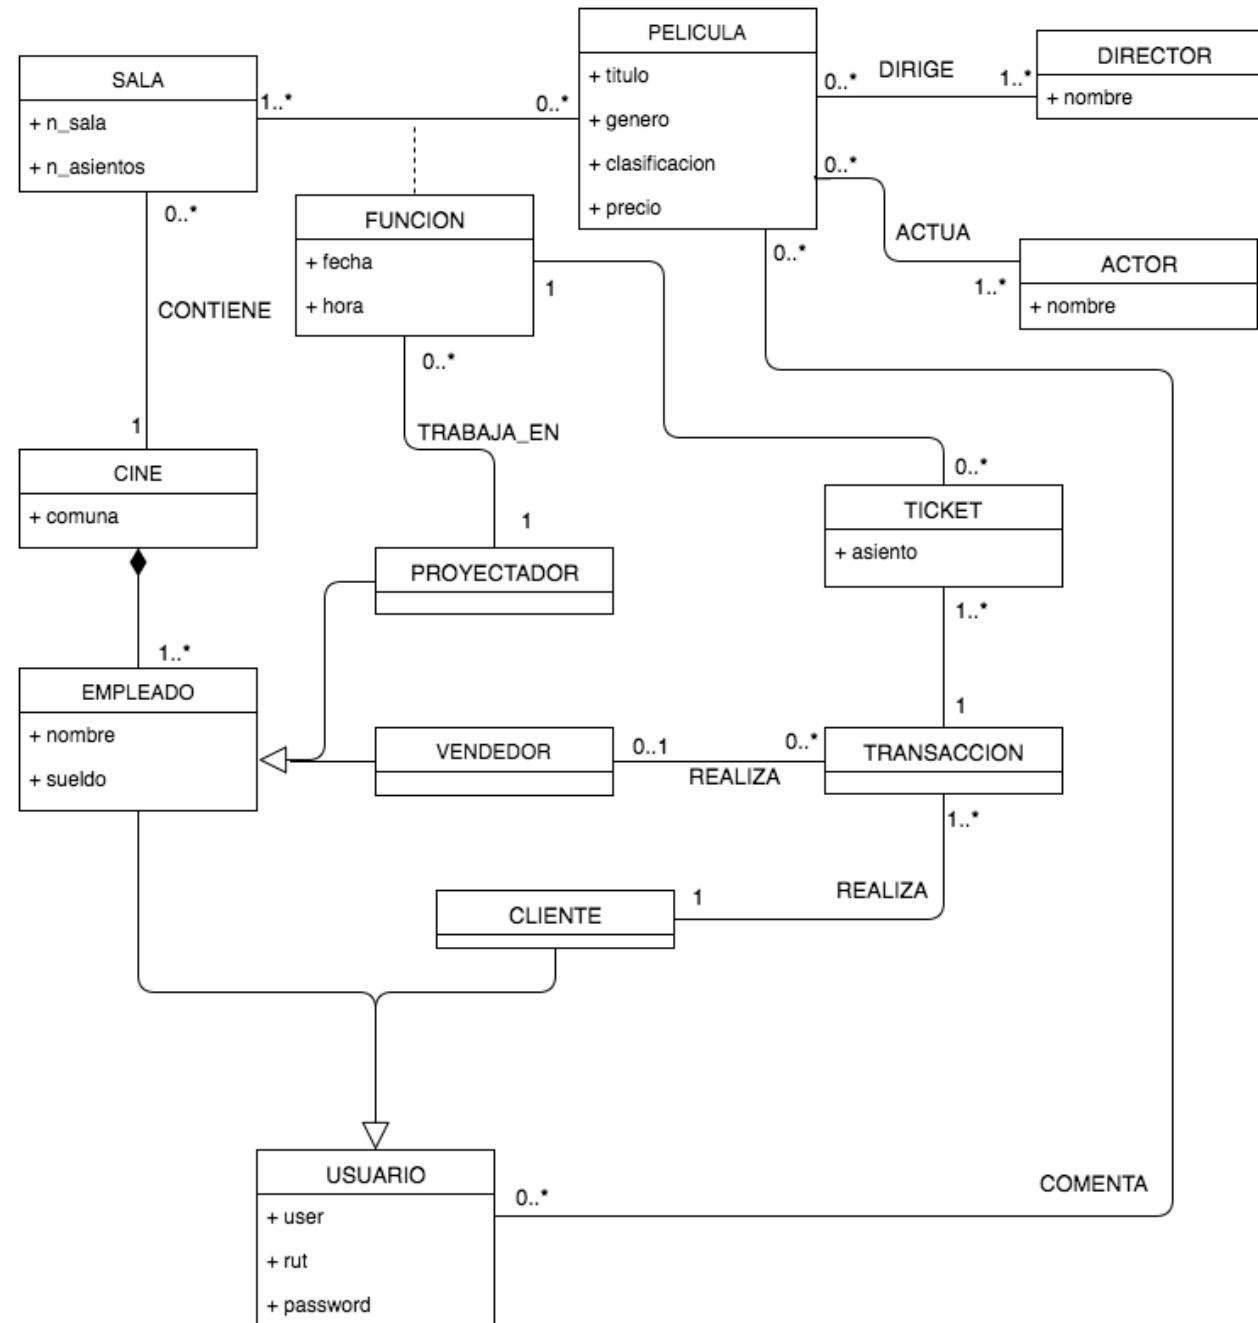 PELICULA
+ titulo
+ genero
+ clasificacion
+ precio
0..*
DIRIGE
1..*
DIRECTOR
+ nombre
SALA
+ n_sala
+ n_asientos
1..*
0..*
0..*
ACTUA
1..*
ACTOR
+ nombre
0..*
FUNCION
+ fecha
+ hora
1
0..*
0..*
CONTIENE
1
TRABAJA_EN
1
CINE
+ comuna
0..*
TICKET
+ asiento
PROYECTADOR
1..*
1..*
EMPLEADO
+ nombre
+ sueldo
VENDEDOR
0..1
REALIZA
0..*
1
TRANSACCION
1..*
REALIZA
1
CLIENTE
USUARIO
+ user
+ rut
+ password
0..*
COMENTA